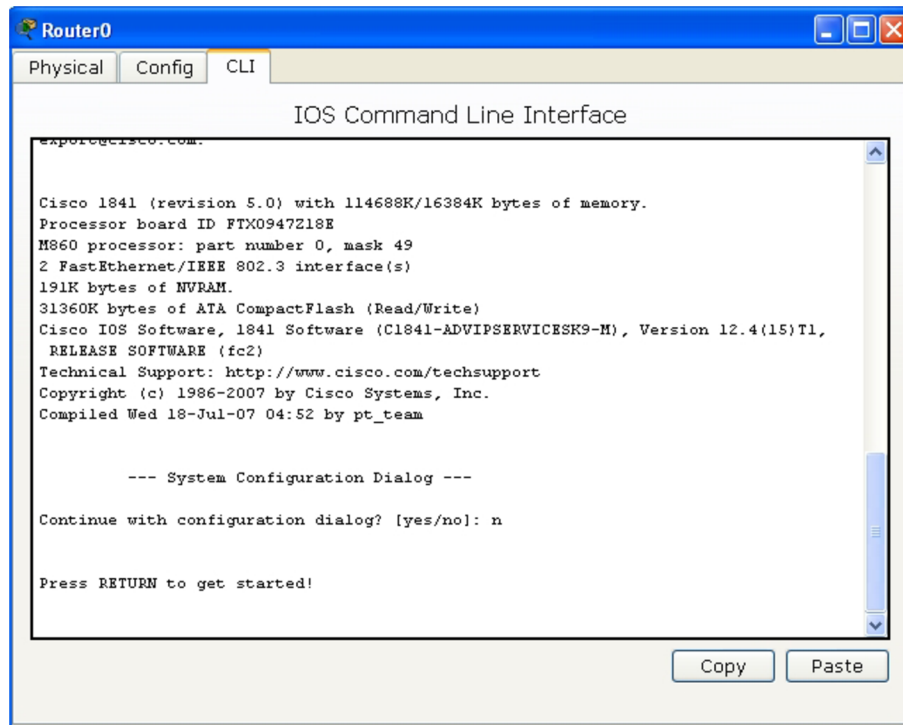 Router0
Physical Config CLI
IOS Command Line Interface
export@cisco.com.
Cisco 1841 (revision 5.0) with 114688K/16384K bytes of memory.
Processor board ID FTX0947Z18E
M860 processor: part number 0, mask 49
2 FastEthernet/IEEE 802.3 interface(s)
191K bytes of NVRAM.
31360K bytes of ATA CompactFlash (Read/Write)
Cisco IOS Software, 1841 Software (C1841-ADVIPSERVICESK9-M), Version 12.4(15)T1,
RELEASE SOFTWARE (fc2)
Technical Support: http://www.cisco.com/techsupport
Copyright (c) 1986-2007 by Cisco Systems, Inc.
Compiled Wed 18-Jul-07 04:52 by pt_team
--- System Configuration Dialog ---
Continue with configuration dialog? [yes/no]: n
Press RETURN to get started!
Copy Paste